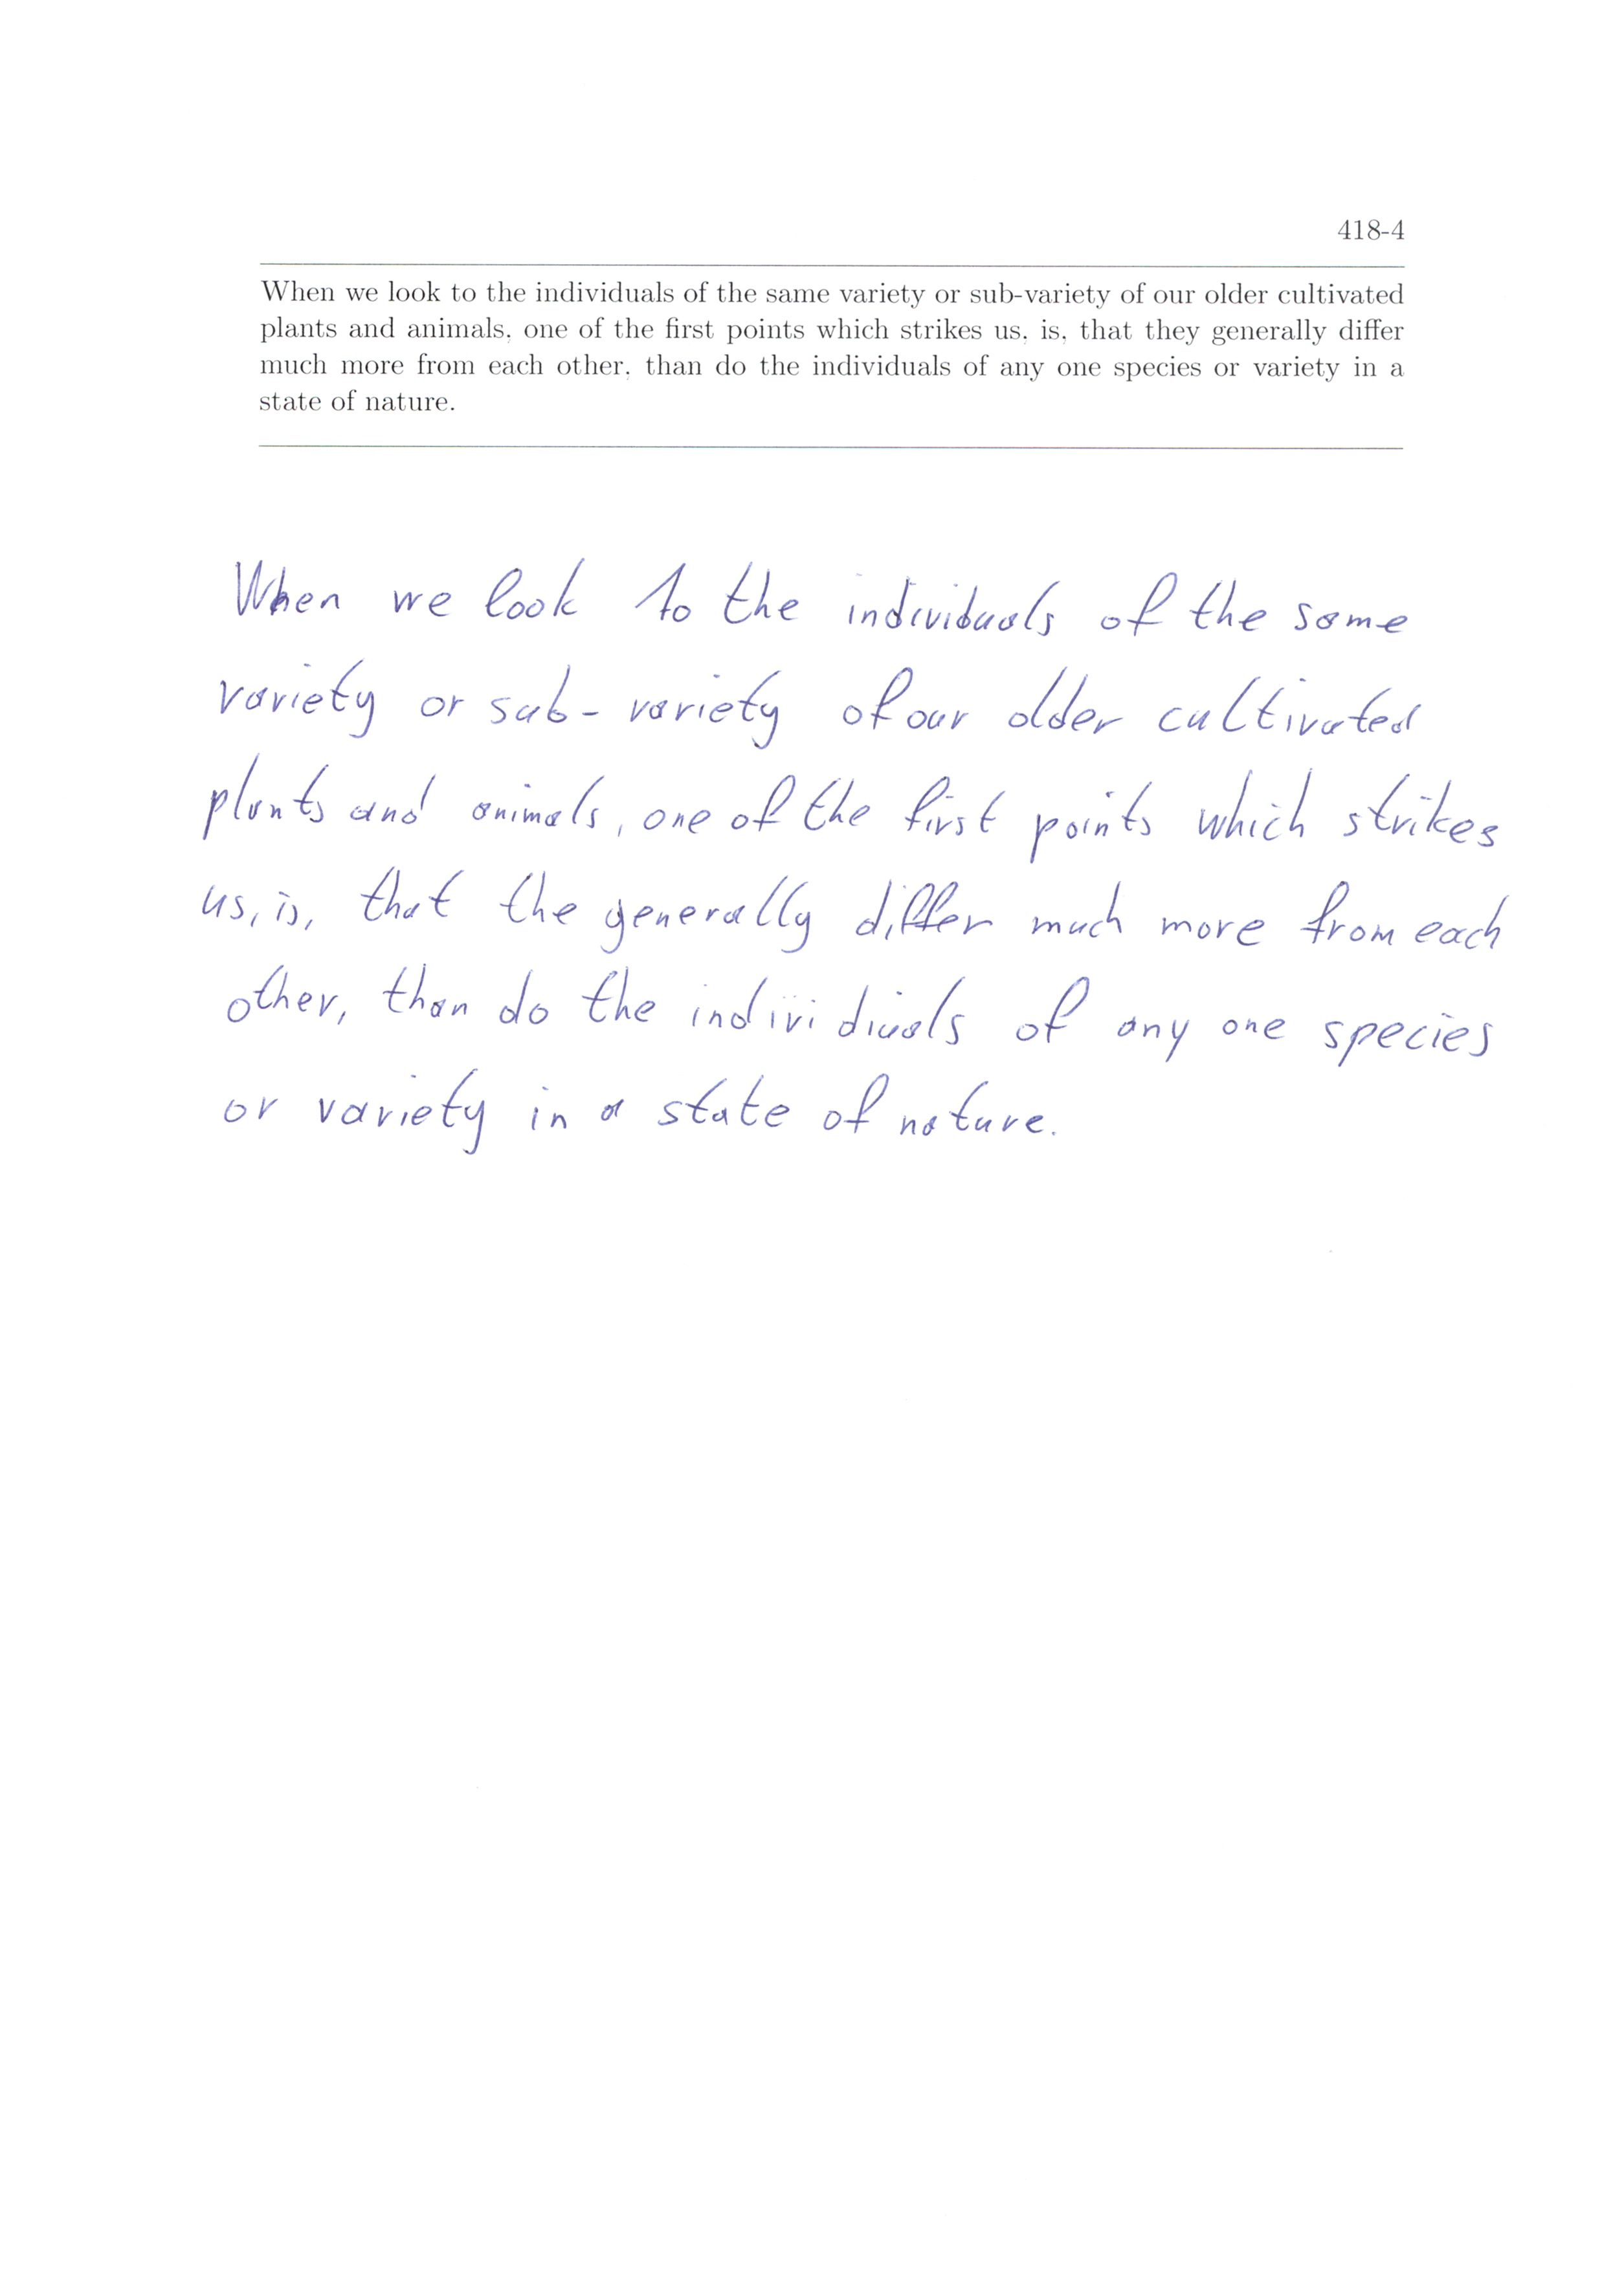 418-4
When we look to the individuals of the same variety or sub-variety of our older cultivated
plants and animals, one of the first points which strikes us, is, that they generally differ
much more from each other, than do the individuals of any one species or variety in a
state of nature.
When we look to the individuals of the same
variety or sub-variety of our older cultivated
plants and animals, one of the first points which strikes
us, is, that the generally differ much more from each
other, than do the individuals of any one species
or variety in a state of nature.